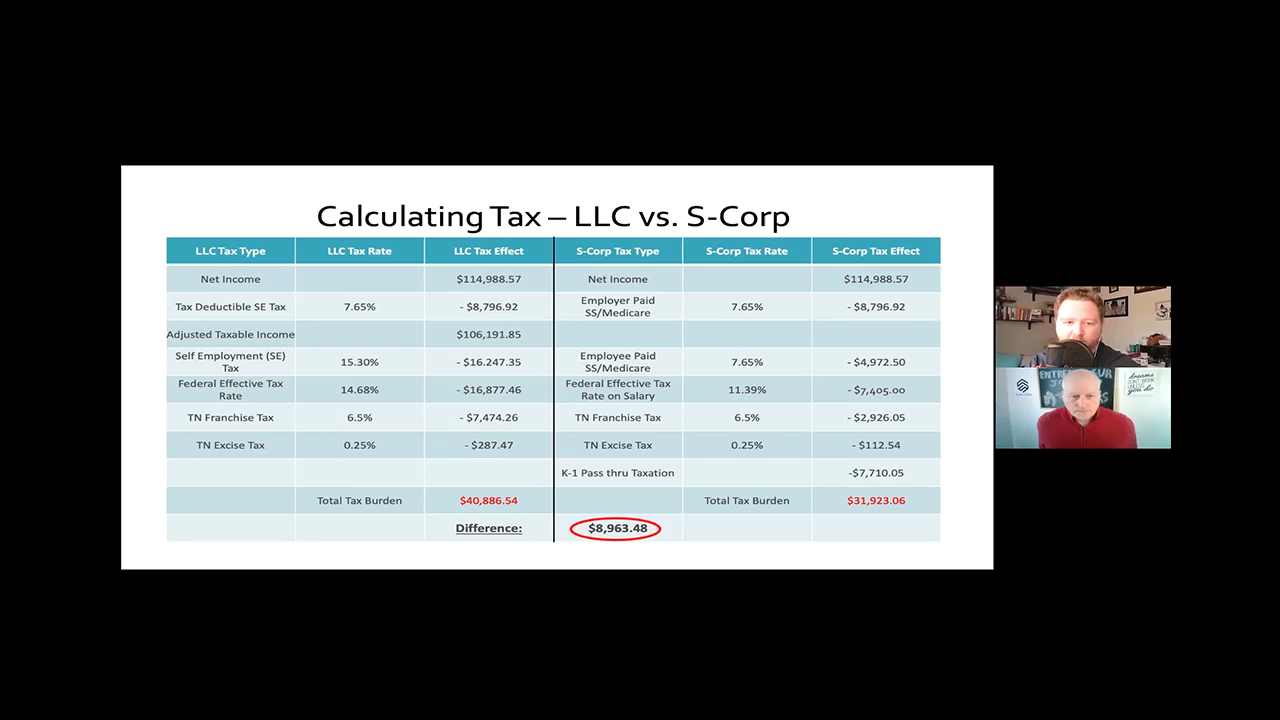 Calculating Tax – LLC vs. S-Corp
LLC Tax Type LLC Tax Rate LLC Tax Effect S-Corp Tax Type S-Corp Tax Rate S-Corp Tax Effect
Net Income $114,988.57 Net Income $114,988.57
Tax Deductible SE Tax 7.65% - $8,796.92 Employer Paid
SS/Medicare 7.65% - $8,796.92
Adjusted Taxable Income $106,191.85
Self Employment (SE)
Tax 15.30% - $16.247.35 Employee Paid
SS/Medicare 7.65% - $4,972.50
Federal Effective Tax
Rate 14.68% - $16,877.46 Federal Effective Tax
Rate on Salary 11.39% - $7,405.00
TN Franchise Tax 6.5% - $7,474.26 TN Franchise Tax 6.5% - $2,926.05
TN Excise Tax 0.25% - $287.47 TN Excise Tax 0.25% - $112.54
K-1 Pass thru Taxation -$7,710.05
Total Tax Burden $40,886.54 Total Tax Burden $31,923.06
Difference: $8,963.48
dreams
DON'T WORK
UNLESS
you do